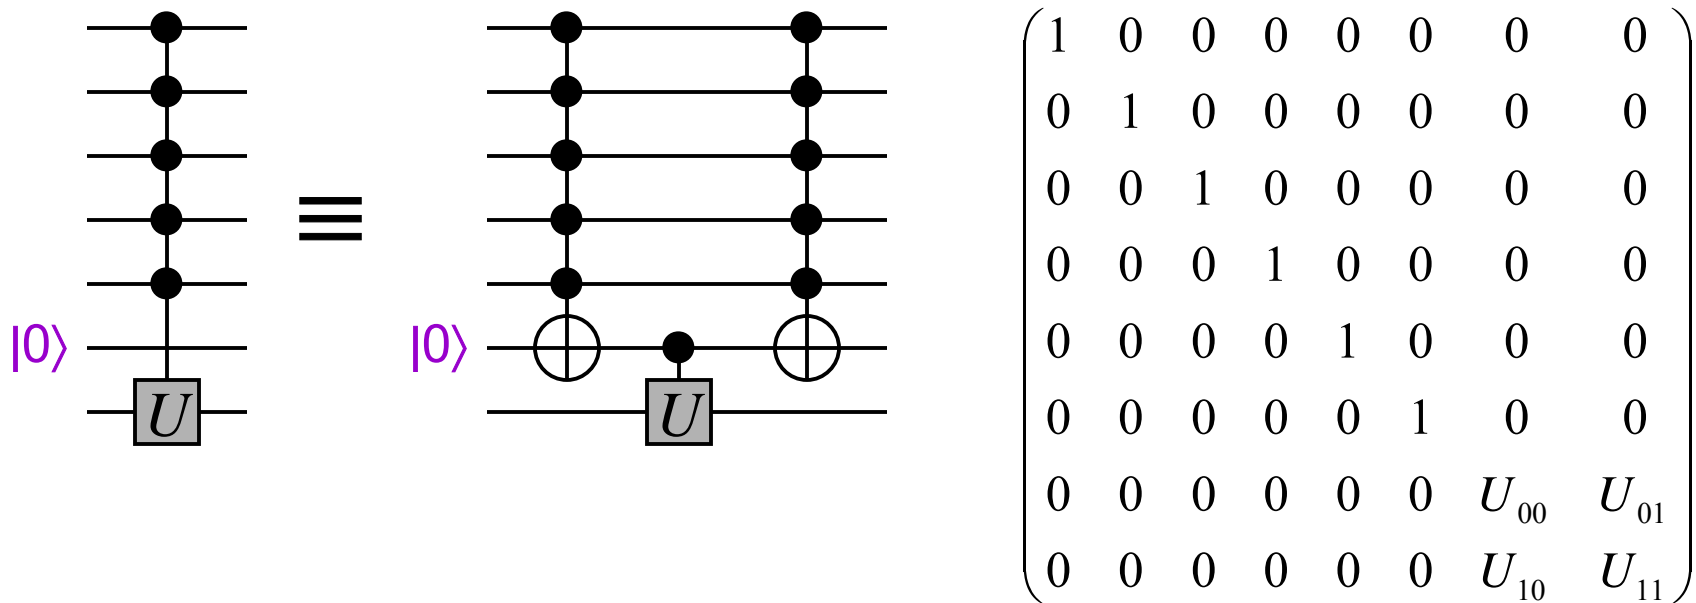 |0⟩ U ≡ |0⟩ U
1 0 0 0 0 0 0 0
0 1 0 0 0 0 0 0
0 0 1 0 0 0 0 0
0 0 0 1 0 0 0 0
0 0 0 0 1 0 0 0
0 0 0 0 0 1 0 0
0 0 0 0 0 0 U₀₀ U₀₁
0 0 0 0 0 0 U₁₀ U₁₁